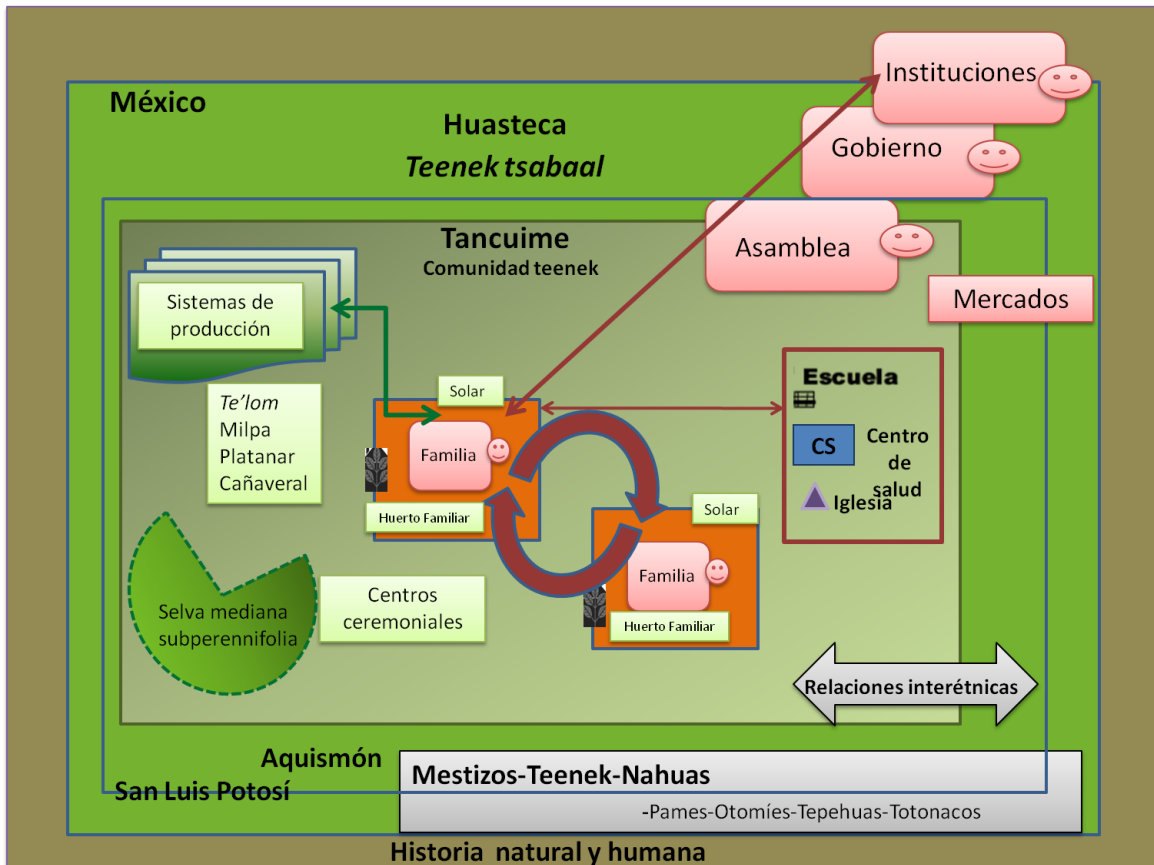 Instituciones
México
Huasteca
Gobierno
Teenek tsabaal
Tancuime
Asamblea
Comunidad teenek
Mercados
Sistemas de
producción
Solar
Escuela
Te'lom
Milpa
Platanar
Cañaveral
Familia
CS
Centro
de
salud
Iglesia
Huerto Familiar
Solar
Familia
Huerto Familiar
Centros
ceremoniales
Selva mediana
subperennifolia
Relaciones interétnicas
Aquismón
San Luis Potosí
Mestizos-Teenek-Nahuas
-Pames-Otomíes-Tepehuas-Totonacos
Historia natural y humana